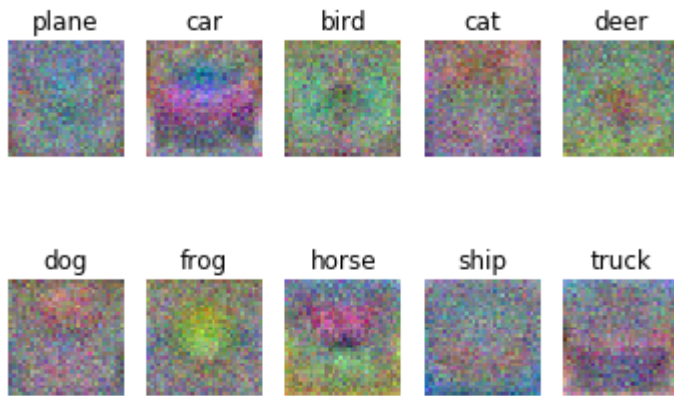 plane car bird cat deer
dog frog horse ship truck